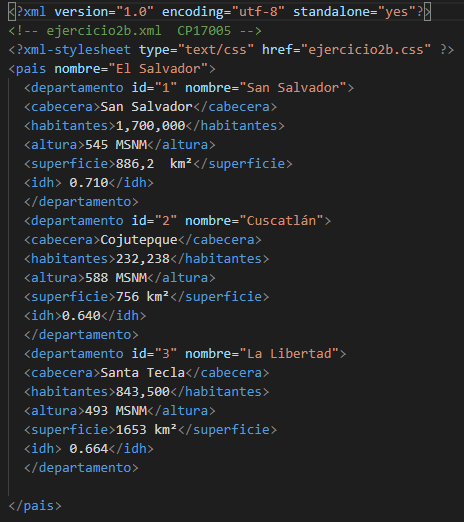 <?xml version="1.0" encoding="utf-8" standalone="yes"?>
<!-- ejercicio2b.xml  CP17005 -->
<?xml-stylesheet type="text/css" href="ejercicio2b.css" ?>
<pais nombre="El Salvador">
<departamento id="1" nombre="San Salvador">
<cabecera>San Salvador</cabecera>
<habitantes>1,700,000</habitantes>
<altura>545 MSNM</altura>
<superficie>886,2  km²</superficie>
<idh> 0.710</idh>
</departamento>
<departamento id="2" nombre="Cuscatlán">
<cabecera>Cojutepque</cabecera>
<habitantes>232,238</habitantes>
<altura>588 MSNM</altura>
<superficie>756 km²</superficie>
<idh>0.640</idh>
</departamento>
<departamento id="3" nombre="La Libertad">
<cabecera>Santa Tecla</cabecera>
<habitantes>843,500</habitantes>
<altura>493 MSNM</altura>
<superficie>1653 km²</superficie>
<idh> 0.664</idh>
</departamento>
</pais>